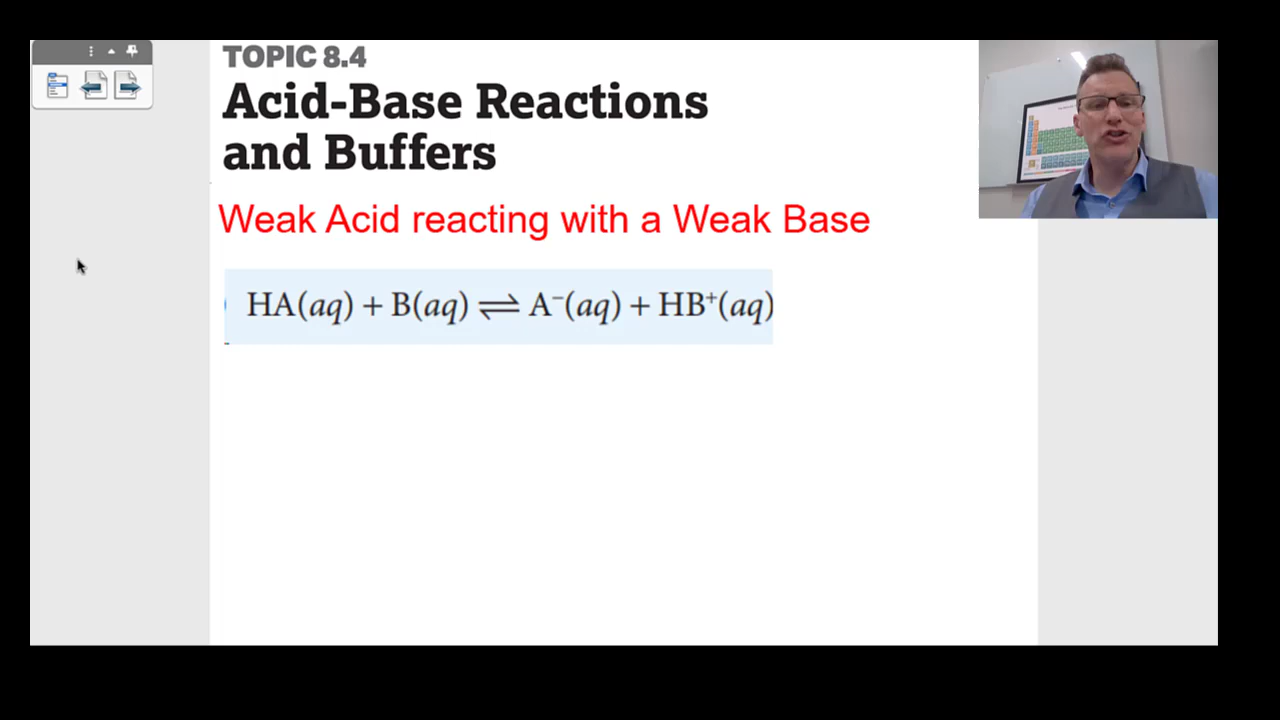 TOPIC 8.4
Acid-Base Reactions
and Buffers
Weak Acid reacting with a Weak Base
HA(aq) + B(aq) ⇌ A⁻(aq) + HB⁺(aq)